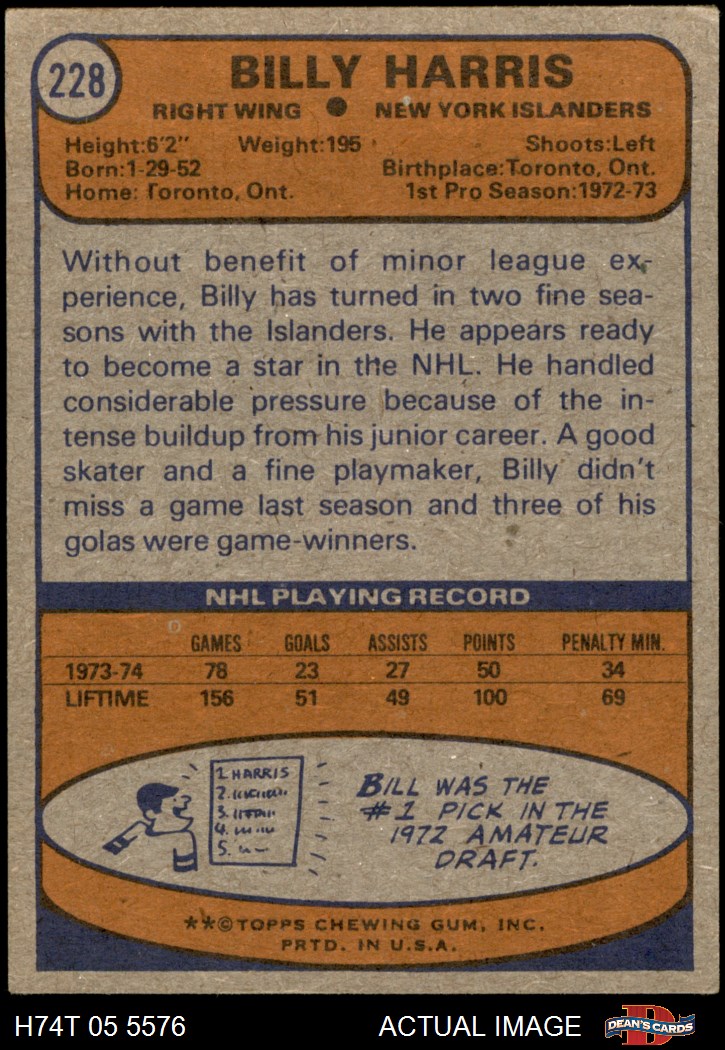 228
BILLY HARRIS
RIGHT WING ● NEW YORK ISLANDERS
Height:6'2" Weight:195 Shoots:Left
Born:1-29-52 Birthplace:Toronto, Ont.
Home: Toronto, Ont. 1st Pro Season:1972-73
Without benefit of minor league ex-
perience, Billy has turned in two fine sea-
sons with the Islanders. He appears ready
to become a star in the NHL. He handled
considerable pressure because of the in-
tense buildup from his junior career. A good
skater and a fine playmaker, Billy didn't
miss a game last season and three of his
golas were game-winners.
NHL PLAYING RECORD
GAMES GOALS ASSISTS POINTS PENALTY MIN.
1973-74 78 23 27 50 34
LIFTIME 156 51 49 100 69
1 HARRIS
2.
3.
4.
5.
BILL WAS THE
#1 PICK IN THE
1972 AMATEUR
DRAFT.
**©TOPPS CHEWING GUM, INC.
PRTD. IN U.S.A.
H74T 05 5576 ACTUAL IMAGE D DEAN'S CARDS